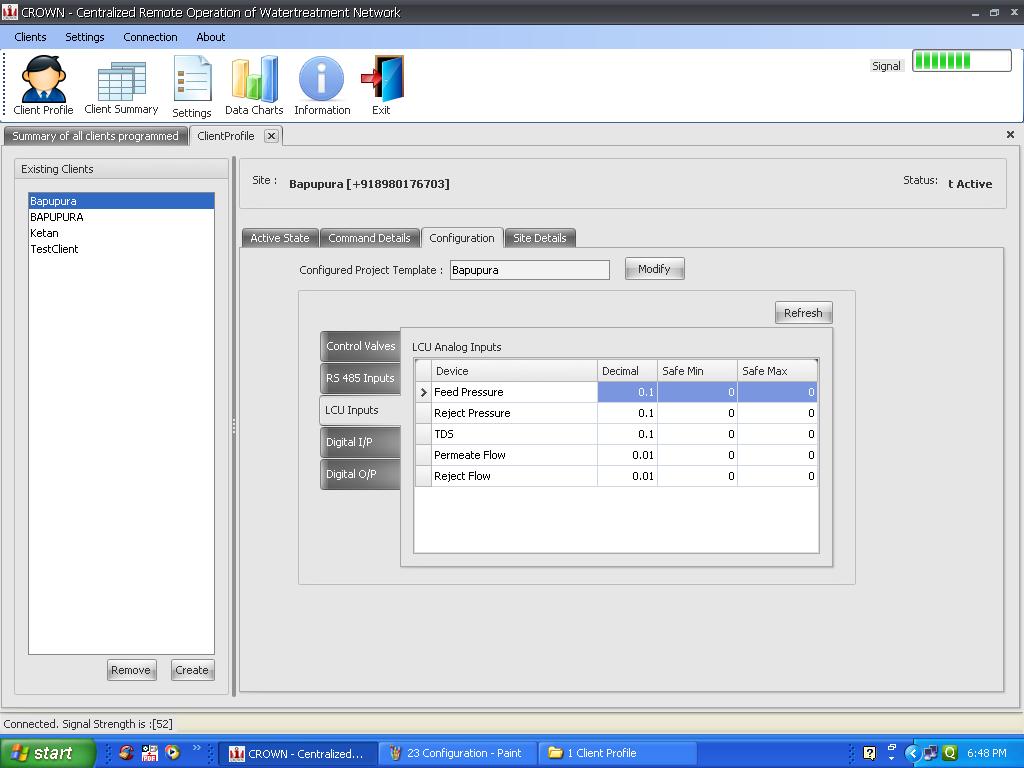 CROWN - Centralized Remote Operation of Watertreatment Network
Clients Settings Connection About
Client Profile Client Summary Settings Data Charts Information Exit
Signal
Summary of all clients programmed ClientProfile
Existing Clients
Bapupura
BAPUPURA
Ketan
TestClient
Remove Create
Site : Bapupura [+918980176703]
Status: t Active
Active State Command Details Configuration Site Details
Configured Project Template : Bapupura Modify
Refresh
Control Valves
RS 485 Inputs
LCU Inputs
Digital I/P
Digital O/P
LCU Analog Inputs
Device Decimal Safe Min Safe Max
Feed Pressure 0.1 0 0
Reject Pressure 0.1 0 0
TDS 0.1 0 0
Permeate Flow 0.01 0 0
Reject Flow 0.01 0 0
Connected. Signal Strength is :[52]
start CROWN - Centralized... 23 Configuration - Paint 1 Client Profile 6:48 PM